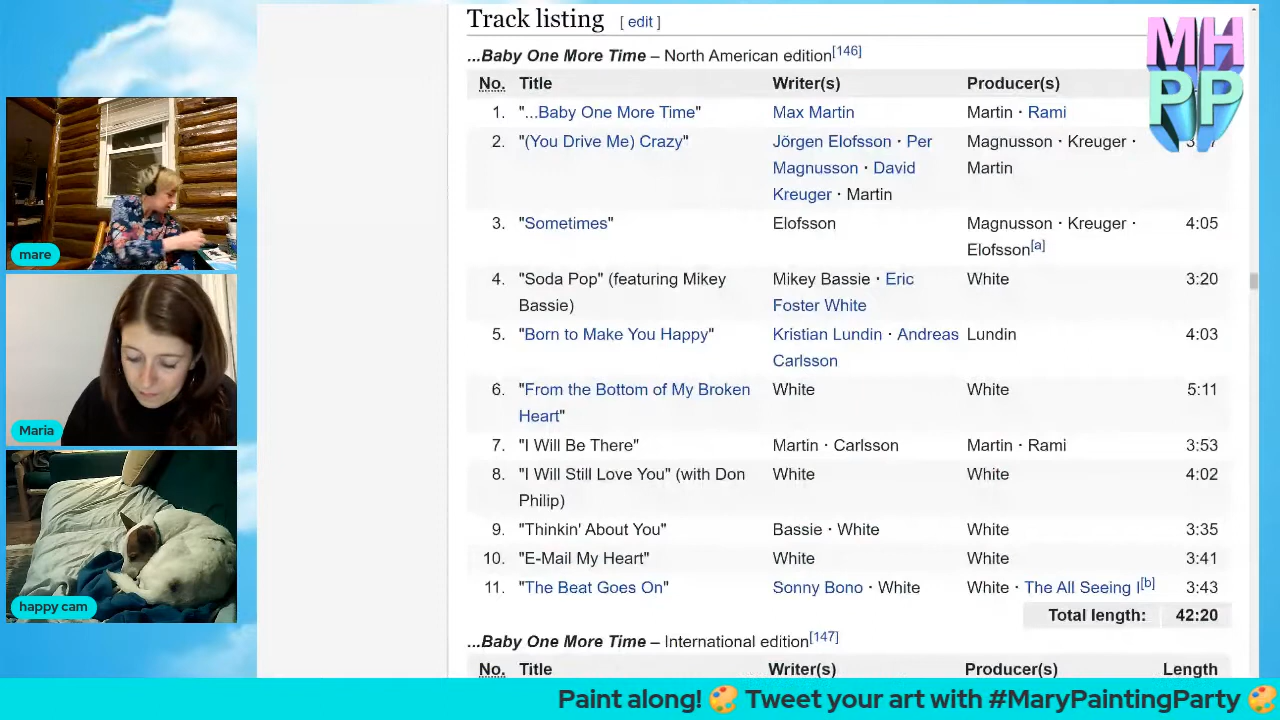 Track listing [ edit ]
...Baby One More Time – North American edition[146]
No. Title Writer(s) Producer(s)
1. "...Baby One More Time" Max Martin Martin · Rami
2. "(You Drive Me) Crazy" Jörgen Elofsson · Per Magnusson · Kreuger ·
Magnusson · David Martin
Kreuger · Martin
3. "Sometimes" Elofsson Magnusson · Kreuger · 4:05
Elofsson[a]
4. "Soda Pop" (featuring Mikey Mikey Bassie · Eric White 3:20
Bassie) Foster White
5. "Born to Make You Happy" Kristian Lundin · Andreas Lundin 4:03
Carlsson
6. "From the Bottom of My Broken White White 5:11
Heart"
7. "I Will Be There" Martin · Carlsson Martin · Rami 3:53
8. "I Will Still Love You" (with Don White White 4:02
Philip)
9. "Thinkin' About You" Bassie · White White 3:35
10. "E-Mail My Heart" White White 3:41
11. "The Beat Goes On" Sonny Bono · White White · The All Seeing I[b] 3:43
Total length: 42:20
...Baby One More Time – International edition[147]
No. Title Writer(s) Producer(s) Length
MH
PP
mare
Maria
happy cam
Paint along! 🎨 Tweet your art with #MaryPaintingParty 🎨